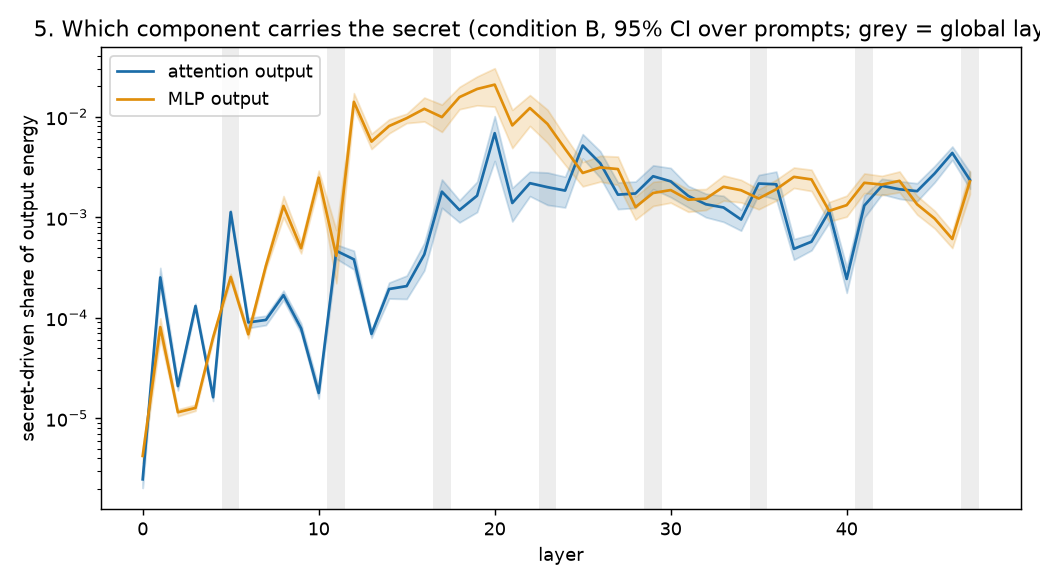 5. Which component carries the secret (condition B, 95% CI over prompts; grey = global lay
attention output
MLP output
secret-driven share of output energy
10⁻²
10⁻³
10⁻⁴
10⁻⁵
0 10 20 30 40
layer